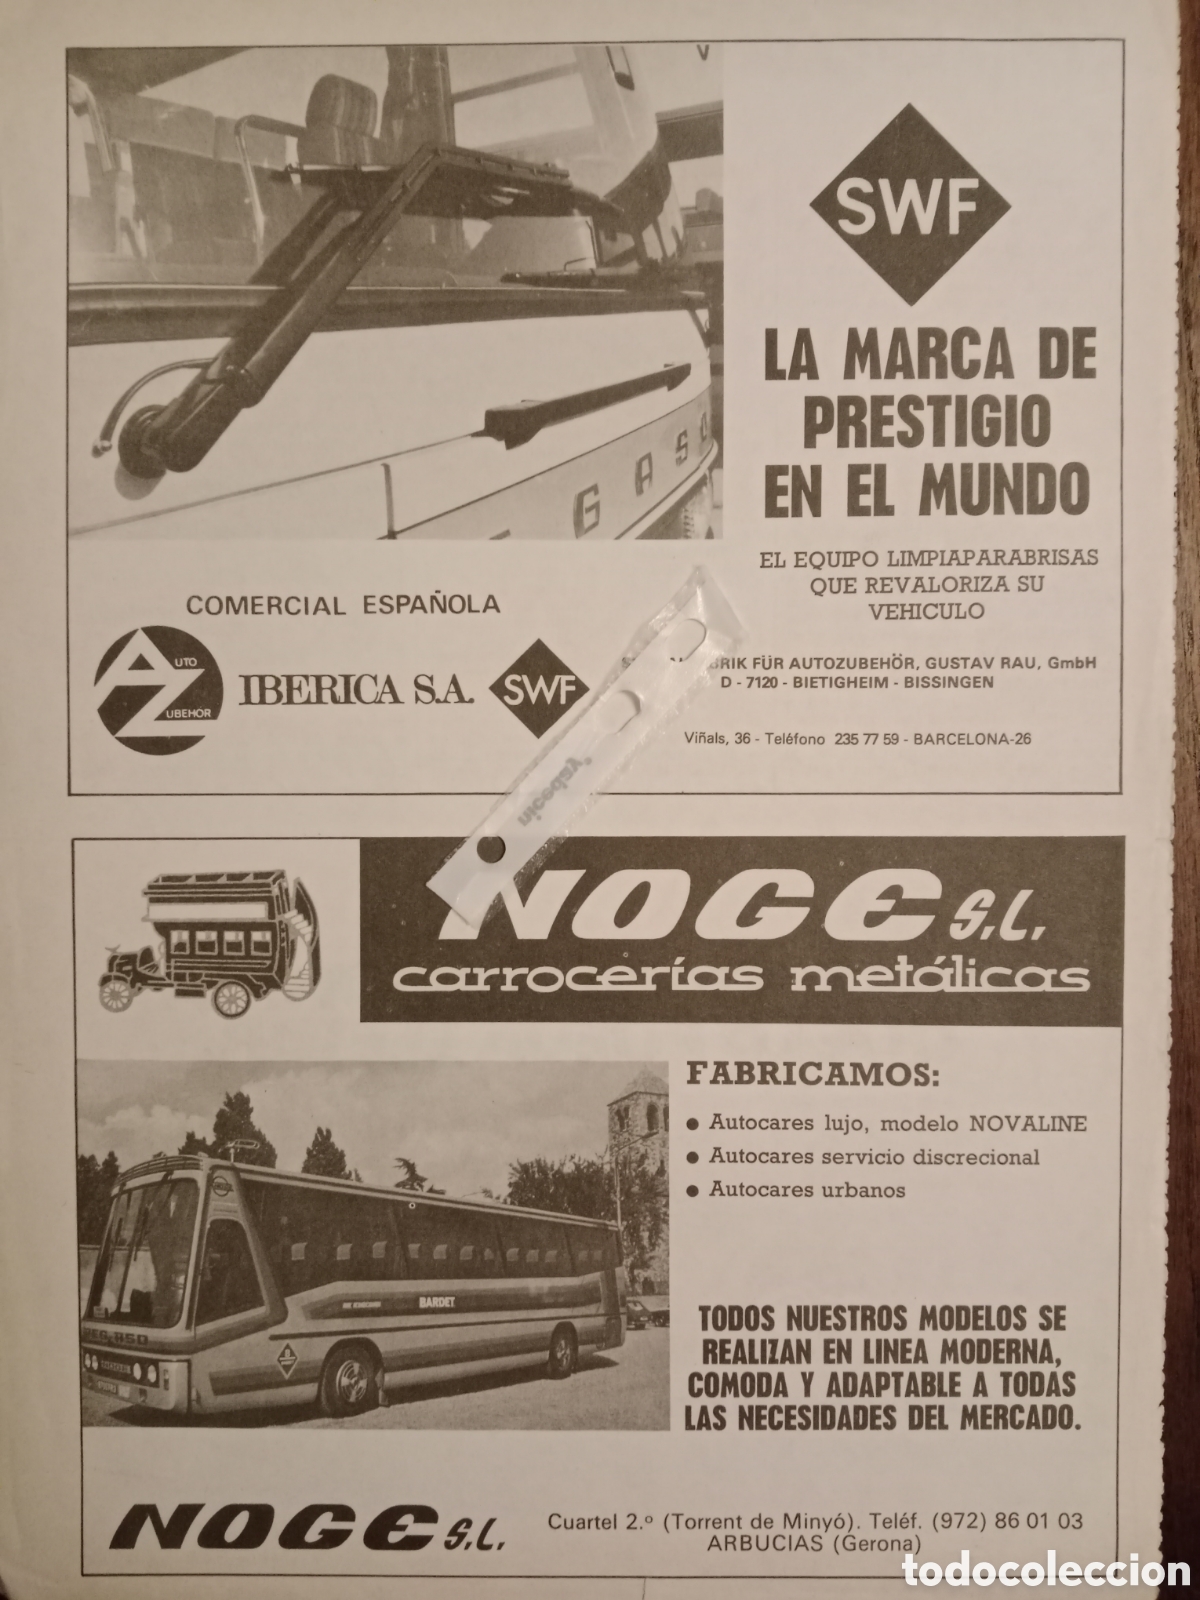 V
GASA
SWF
LA MARCA DE
PRESTIGIO
EN EL MUNDO
EL EQUIPO LIMPIAPARABRISAS
QUE REVALORIZA SU
VEHICULO
COMERCIAL ESPAÑOLA
AUTO
ZUBEHÖR
IBERICA S.A.
SWF
FÜR AUTOZUBEHÖR, GUSTAV RAU, GmbH
D - 7120 - BIETIGHEIM - BISSINGEN
Viñals, 36 - Teléfono 235 77 59 - BARCELONA-26
niceday
NOGE S.L.
carrocerías metálicas
FABRICAMOS:
● Autocares lujo, modelo NOVALINE
● Autocares servicio discrecional
● Autocares urbanos
BARDET
TODOS NUESTROS MODELOS SE
REALIZAN EN LINEA MODERNA,
COMODA Y ADAPTABLE A TODAS
LAS NECESIDADES DEL MERCADO.
NOGE S.L.
Cuartel 2.º (Torrent de Minyó). Teléf. (972) 86 01 03
ARBUCIAS (Gerona)
todocoleccion